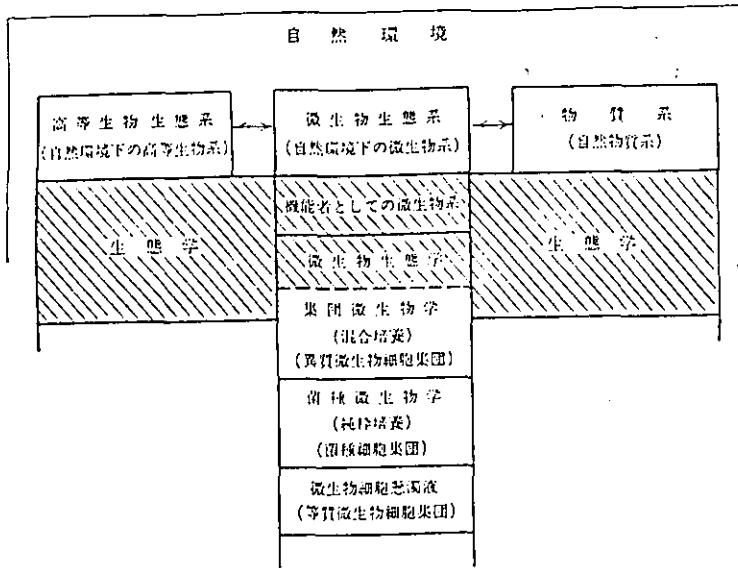 自然環境
高等生物生態系
(自然環境下の高等生物系)
微生物生態系
(自然環境下の微生物系)
物質系
(自然物質系)
機能者としての微生物系
生態学
微生物生態学
生態学
集団微生物学
(混合培養)
(異質微生物細胞集団)
菌種微生物学
(純粋培養)
(菌種細胞集団)
微生物細胞懸濁液
(等質微生物細胞集団)